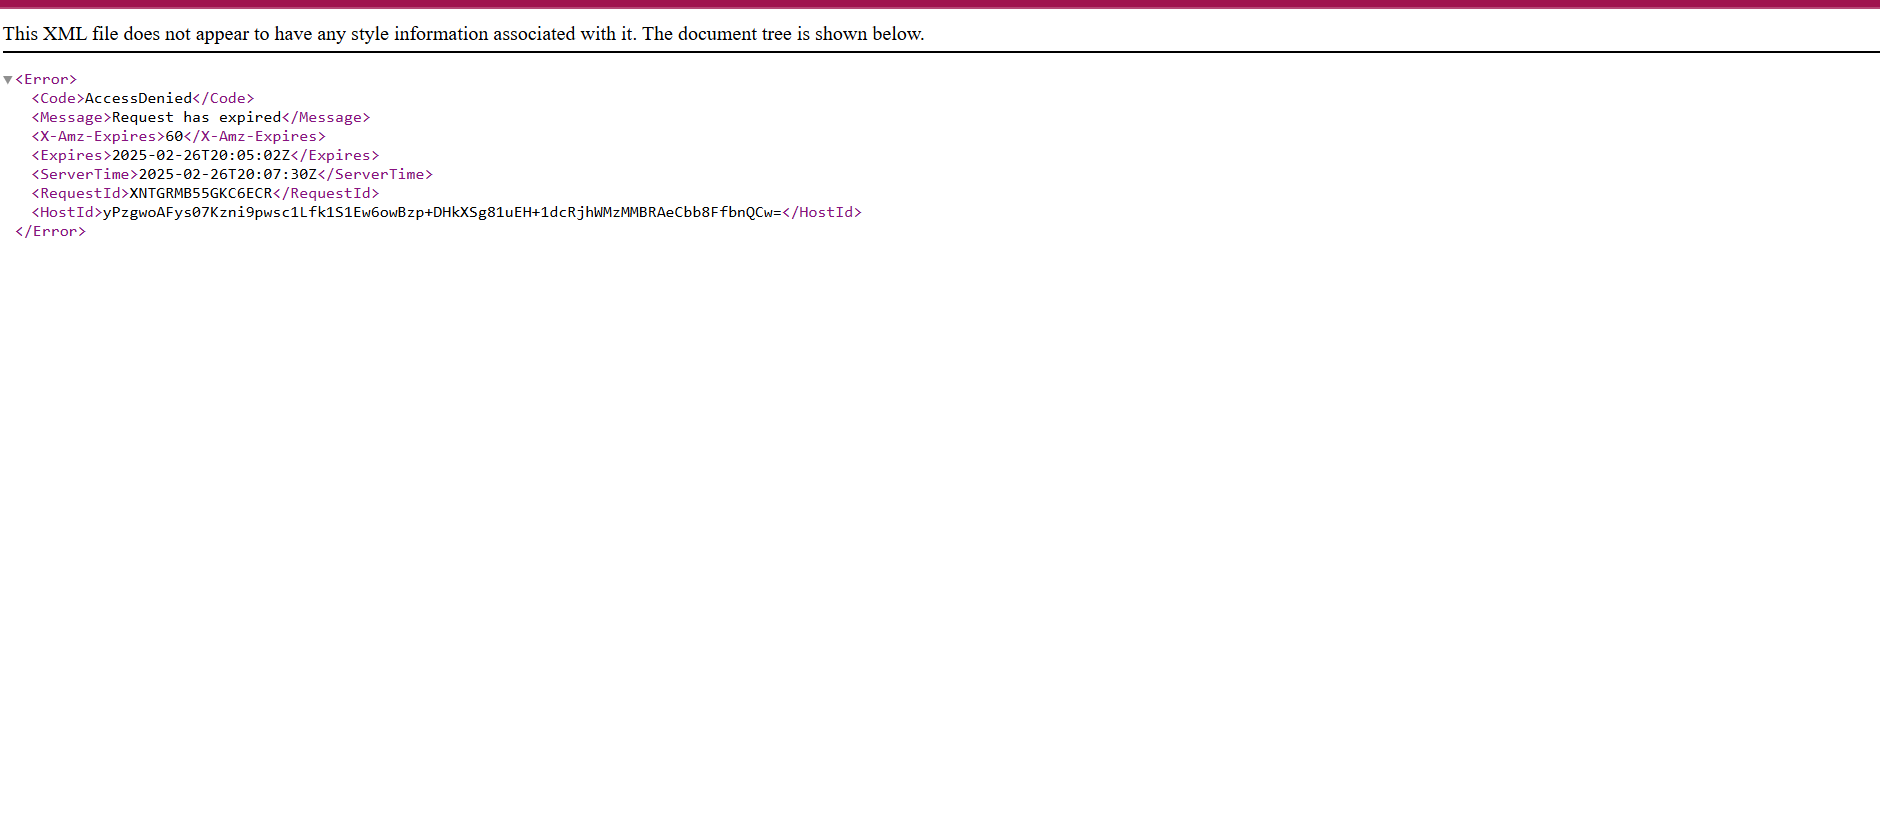 This XML file does not appear to have any style information associated with it. The document tree is shown below.
▼<Error>
<Code>AccessDenied</Code>
<Message>Request has expired</Message>
<X-Amz-Expires>60</X-Amz-Expires>
<Expires>2025-02-26T20:05:02Z</Expires>
<ServerTime>2025-02-26T20:07:30Z</ServerTime>
<RequestId>XNTGRMB55GKC6ECR</RequestId>
<HostId>yPzgwoAFys07Kzni9pwsc1Lfk1S1Ew6owBzp+DHkXSg81uEH+1dcRjhWMzMMBRAeCbb8FfbnQCw=</HostId>
</Error>